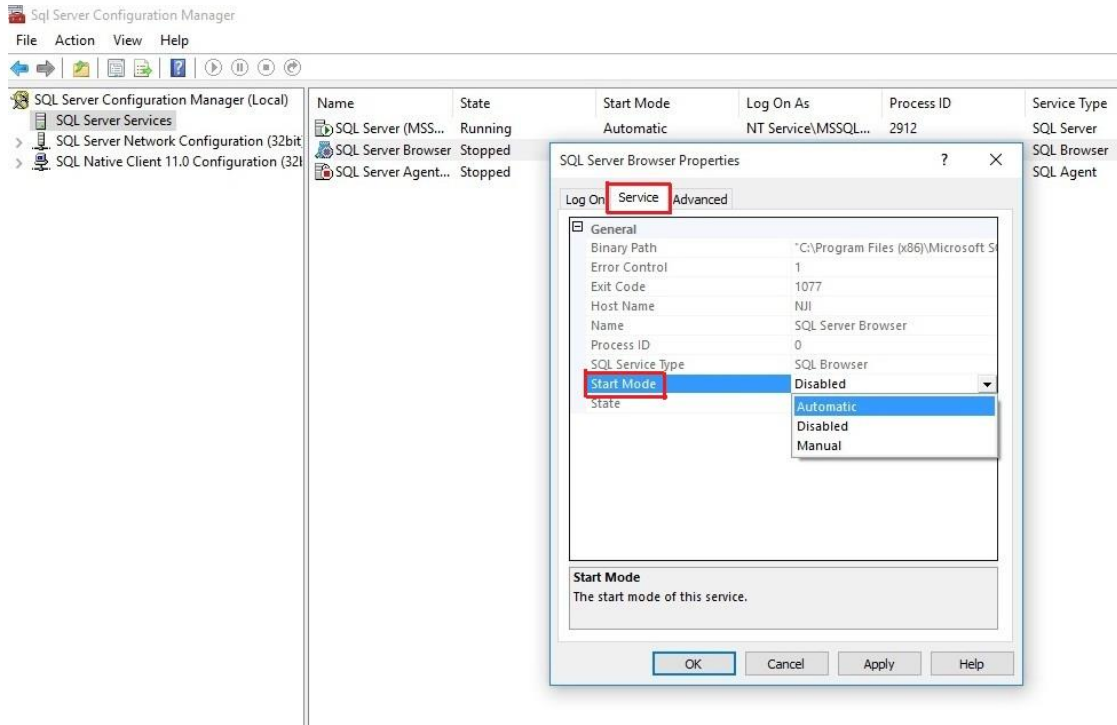 Sql Server Configuration Manager
File Action View Help
SQL Server Configuration Manager (Local)
SQL Server Services
SQL Server Network Configuration (32bit
SQL Native Client 11.0 Configuration (32b
Name State Start Mode Log On As Process ID Service Type
SQL Server (MSS... Running Automatic NT Service\MSSQL... 2912 SQL Server
SQL Server Browser Stopped SQL Browser
SQL Server Agent... Stopped SQL Agent
SQL Server Browser Properties ? ×
Log On Service Advanced
General
Binary Path "C:\Program Files (x86)\Microsoft S
Error Control 1
Exit Code 1077
Host Name NJI
Name SQL Server Browser
Process ID 0
SQL Service Type SQL Browser
Start Mode Disabled
State
Automatic
Disabled
Manual
Start Mode
The start mode of this service.
OK Cancel Apply Help